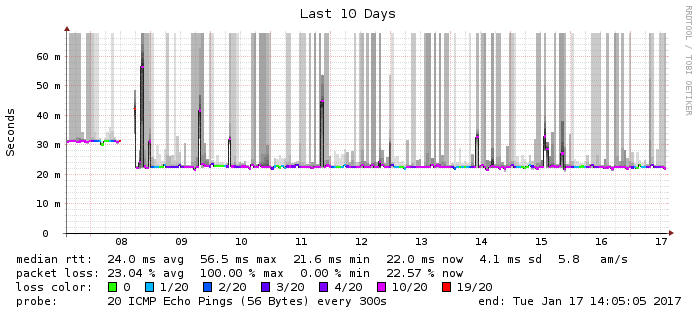 Last 10 Days
RRDTOOL / TOBI OETIKER
Seconds
60 m
50 m
40 m
30 m
20 m
10 m
0
08 09 10 11 12 13 14 15 16 17
median rtt: 24.0 ms avg 56.5 ms max 21.6 ms min 22.0 ms now 4.1 ms sd 5.8 am/s
packet loss: 23.04 % avg 100.00 % max 0.00 % min 22.57 % now
loss color: 0 1/20 2/20 3/20 4/20 10/20 19/20
probe: 20 ICMP Echo Pings (56 Bytes) every 300s end: Tue Jan 17 14:05:05 2017